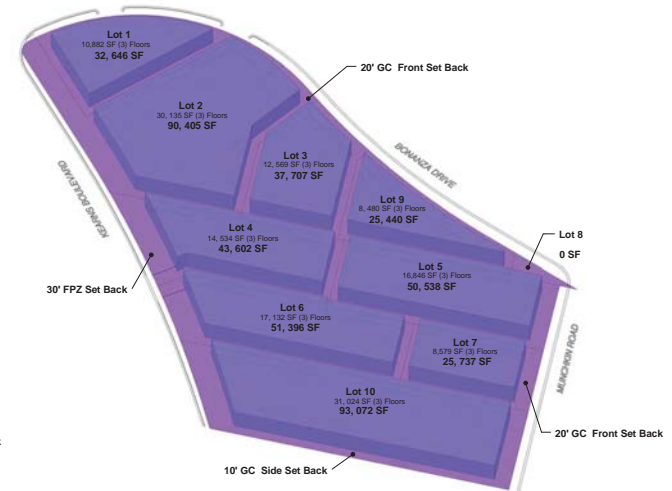 Lot 1
10,882 SF (3) Floors
32, 646 SF
20' GC Front Set Back
Lot 2
30, 135 SF (3) Floors
90, 405 SF
Lot 3
12, 569 SF (3) Floors
37, 707 SF
BONANZA DRIVE
KEARNS BOULEVARD
Lot 9
8, 480 SF (3) Floors
25, 440 SF
Lot 4
14, 534 SF (3) Floors
43, 602 SF
Lot 8
0 SF
Lot 5
16,846 SF (3) Floors
50, 538 SF
30' FPZ Set Back
Lot 6
17, 132 SF (3) Floors
51, 396 SF
Lot 7
8,579 SF (3) Floors
25, 737 SF
MUNCHKIN ROAD
Lot 10
31, 024 SF (3) Floors
93, 072 SF
20' GC Front Set Back
10' GC Side Set Back